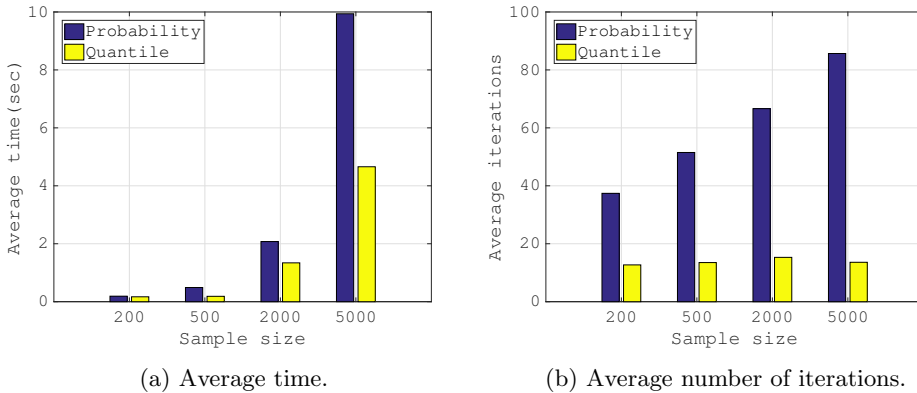 10
8
6
4
2
0
Average time(sec)
Probability
Quantile
200 500 2000 5000
Sample size
(a) Average time.
100
80
60
40
20
0
Average iterations
Probability
Quantile
200 500 2000 5000
Sample size
(b) Average number of iterations.